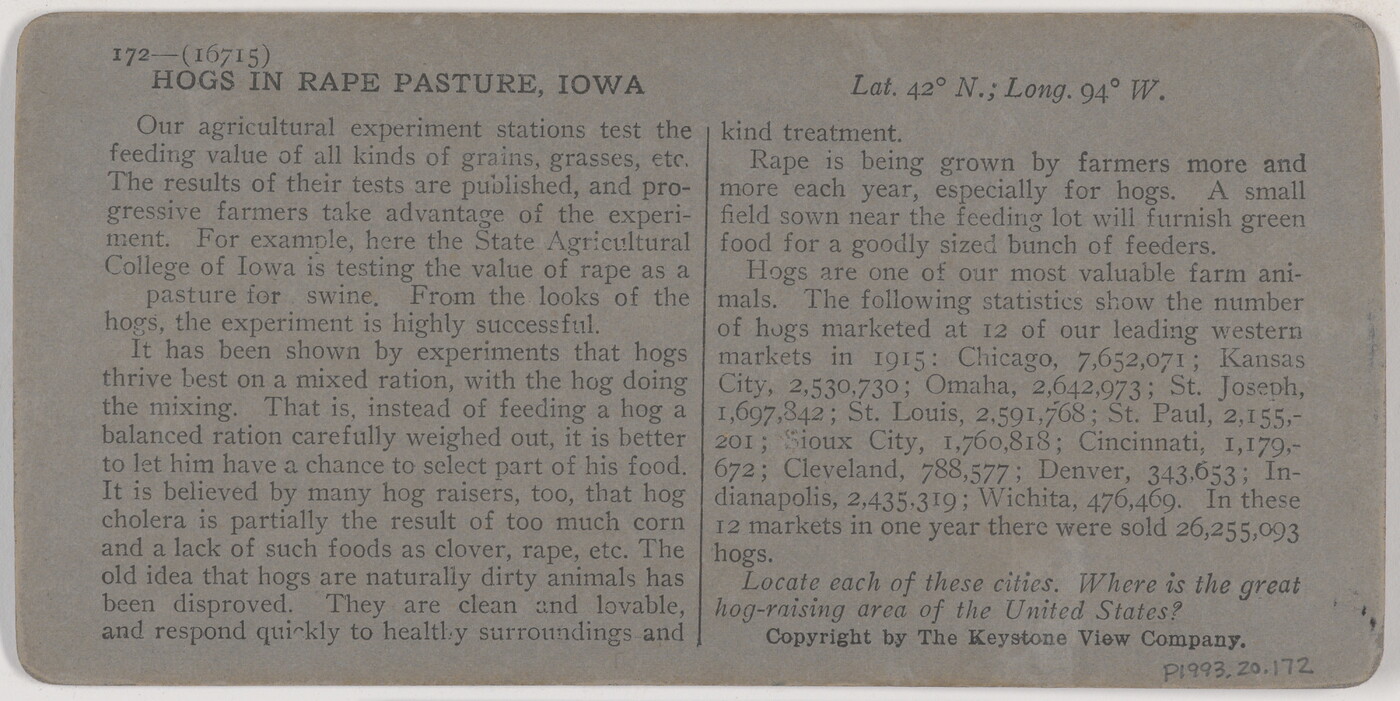 172—(16715)
HOGS IN RAPE PASTURE, IOWA
Lat. 42° N.; Long. 94° W.
Our agricultural experiment stations test the
feeding value of all kinds of grains, grasses, etc.
The results of their tests are published, and pro-
gressive farmers take advantage of the experi-
ment. For example, here the State Agricultural
College of Iowa is testing the value of rape as a
pasture for swine. From the looks of the
hogs, the experiment is highly successful.
It has been shown by experiments that hogs
thrive best on a mixed ration, with the hog doing
the mixing. That is, instead of feeding a hog a
balanced ration carefully weighed out, it is better
to let him have a chance to select part of his food.
It is believed by many hog raisers, too, that hog
cholera is partially the result of too much corn
and a lack of such foods as clover, rape, etc. The
old idea that hogs are naturally dirty animals has
been disproved. They are clean and lovable,
and respond quickly to healthy surroundings and
kind treatment.
Rape is being grown by farmers more and
more each year, especially for hogs. A small
field sown near the feeding lot will furnish green
food for a goodly sized bunch of feeders.
Hogs are one of our most valuable farm ani-
mals. The following statistics show the number
of hogs marketed at 12 of our leading western
markets in 1915: Chicago, 7,652,071; Kansas
City, 2,530,730; Omaha, 2,642,973; St. Joseph,
1,697,842; St. Louis, 2,591,768; St. Paul, 2,155,-
201; Sioux City, 1,760,818; Cincinnati, 1,179,-
672; Cleveland, 788,577; Denver, 343,653; In-
dianapolis, 2,435,319; Wichita, 476,469. In these
12 markets in one year there were sold 26,255,093
hogs.
Locate each of these cities. Where is the great
hog-raising area of the United States?
Copyright by The Keystone View Company.
P1993.20.172